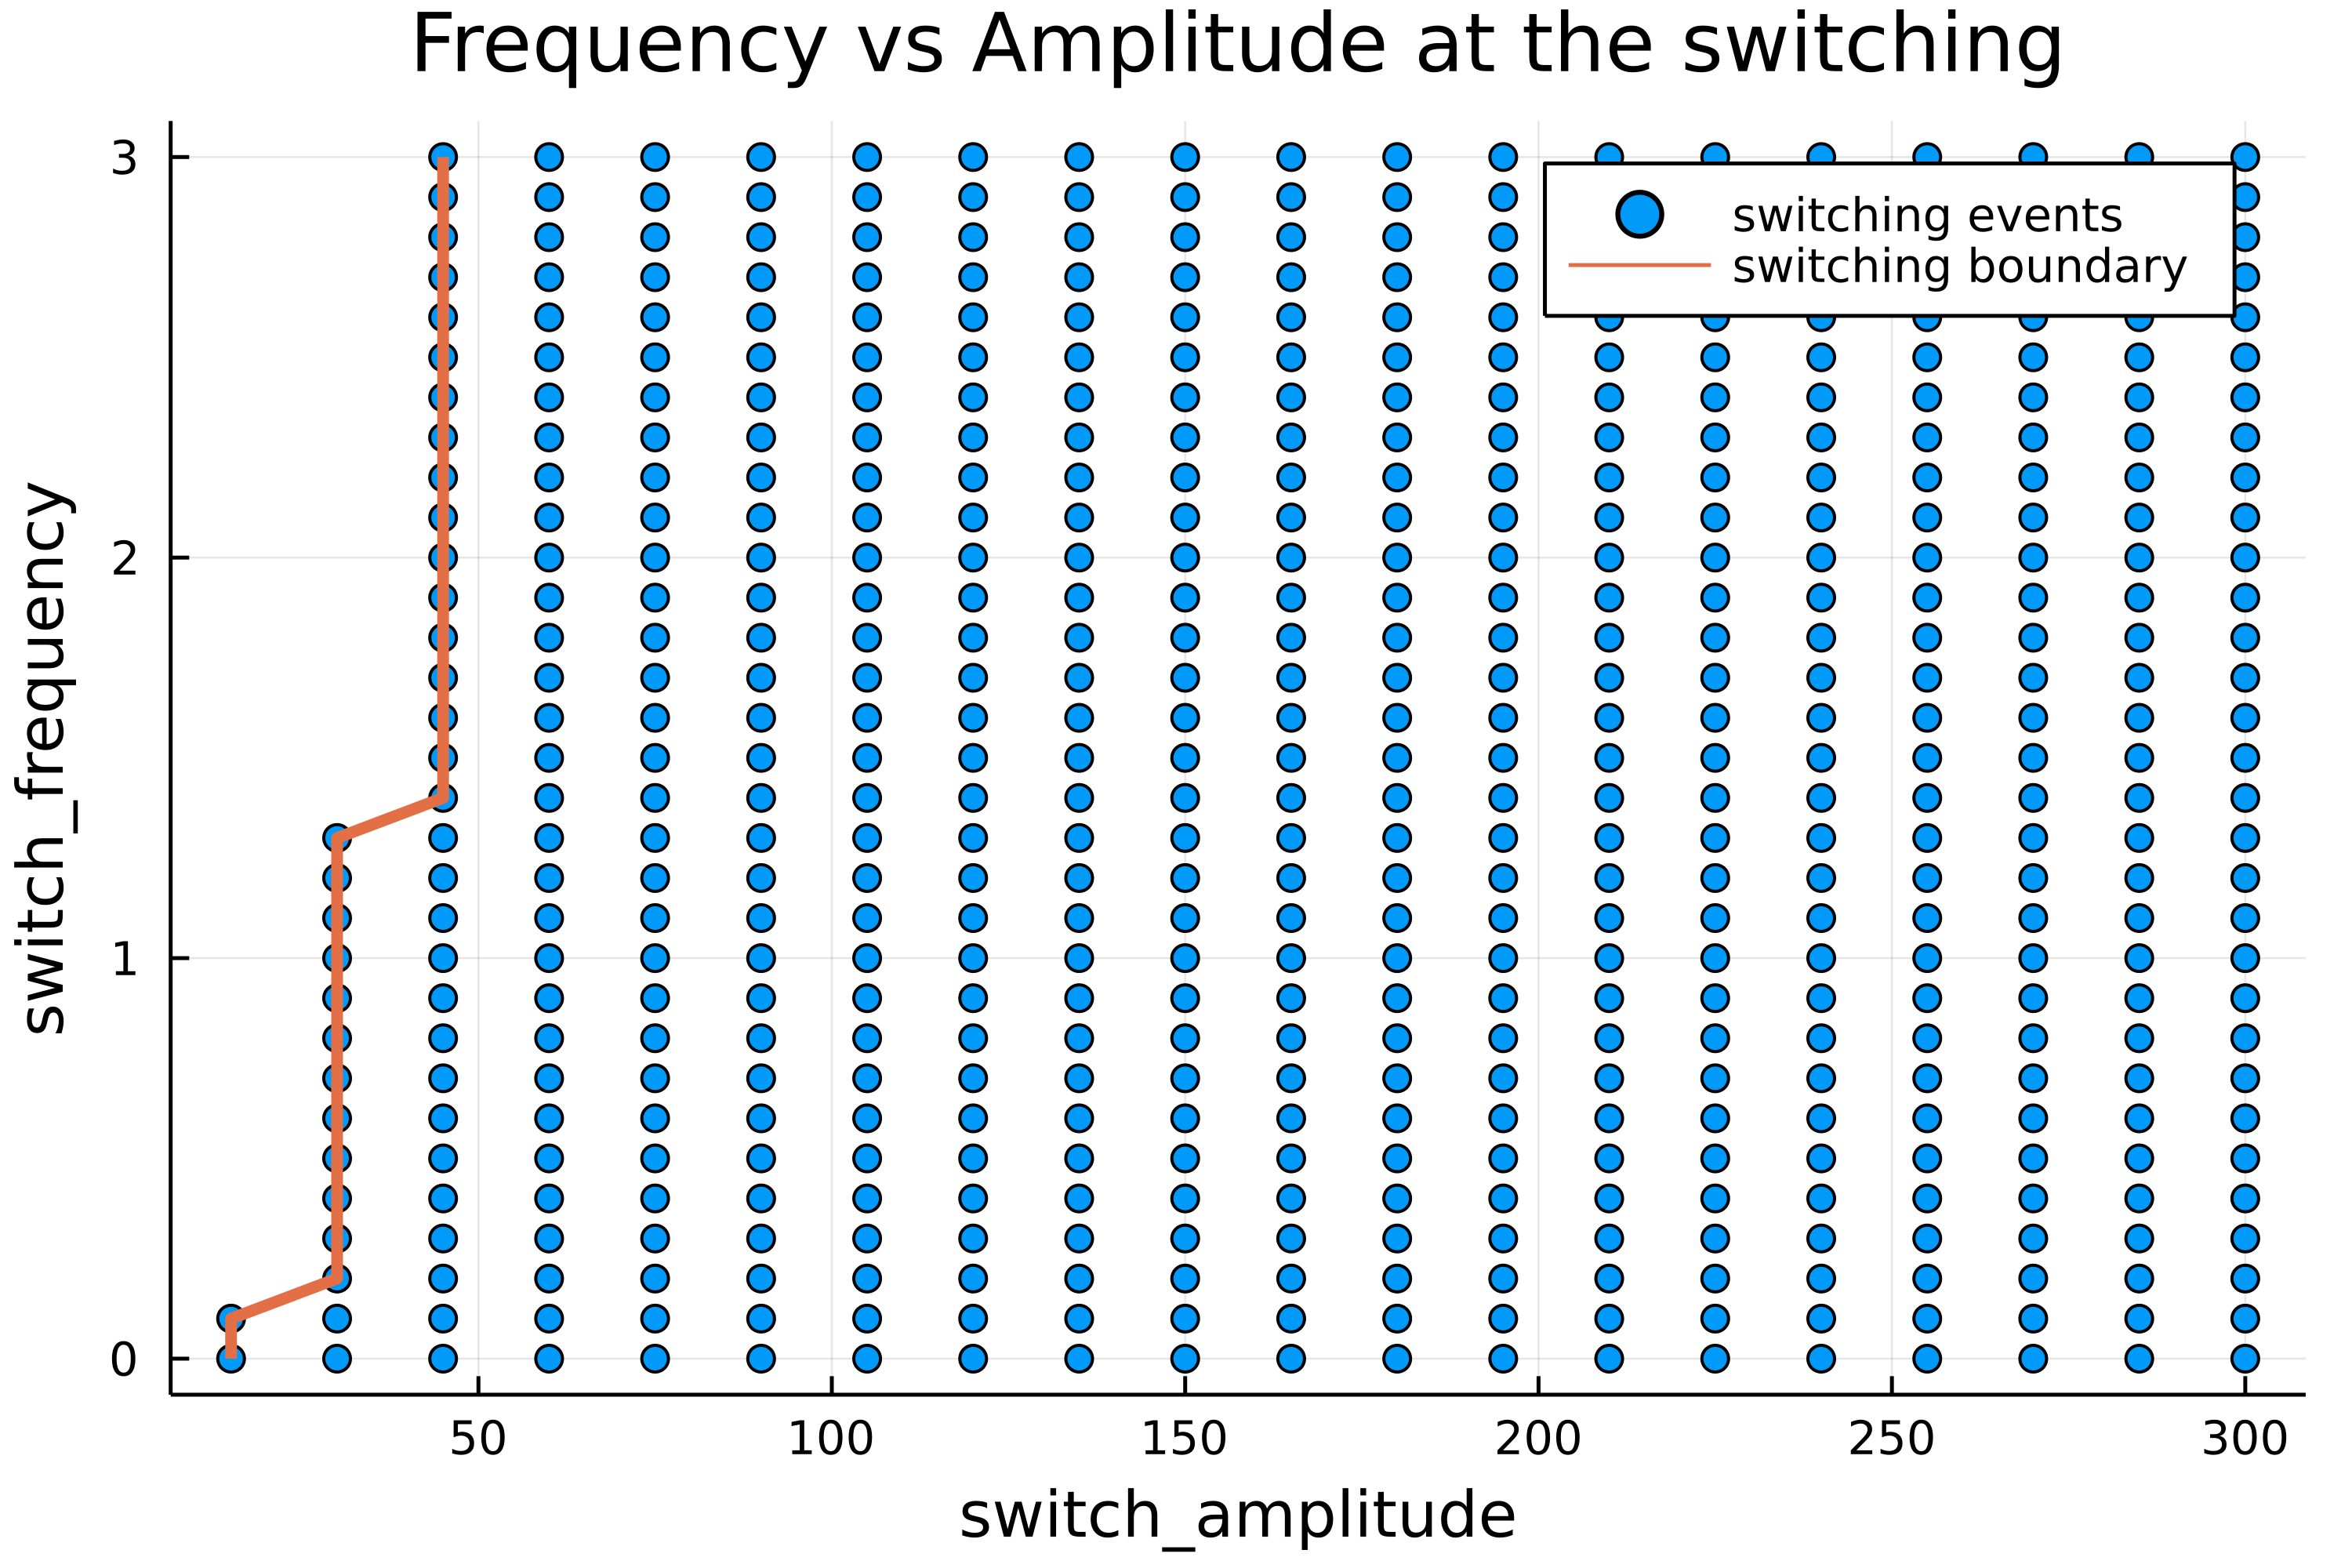 Frequency vs Amplitude at the switching
switching events
switching boundary
3
2
1
0
switch_frequency
50 100 150 200 250 300
switch_amplitude